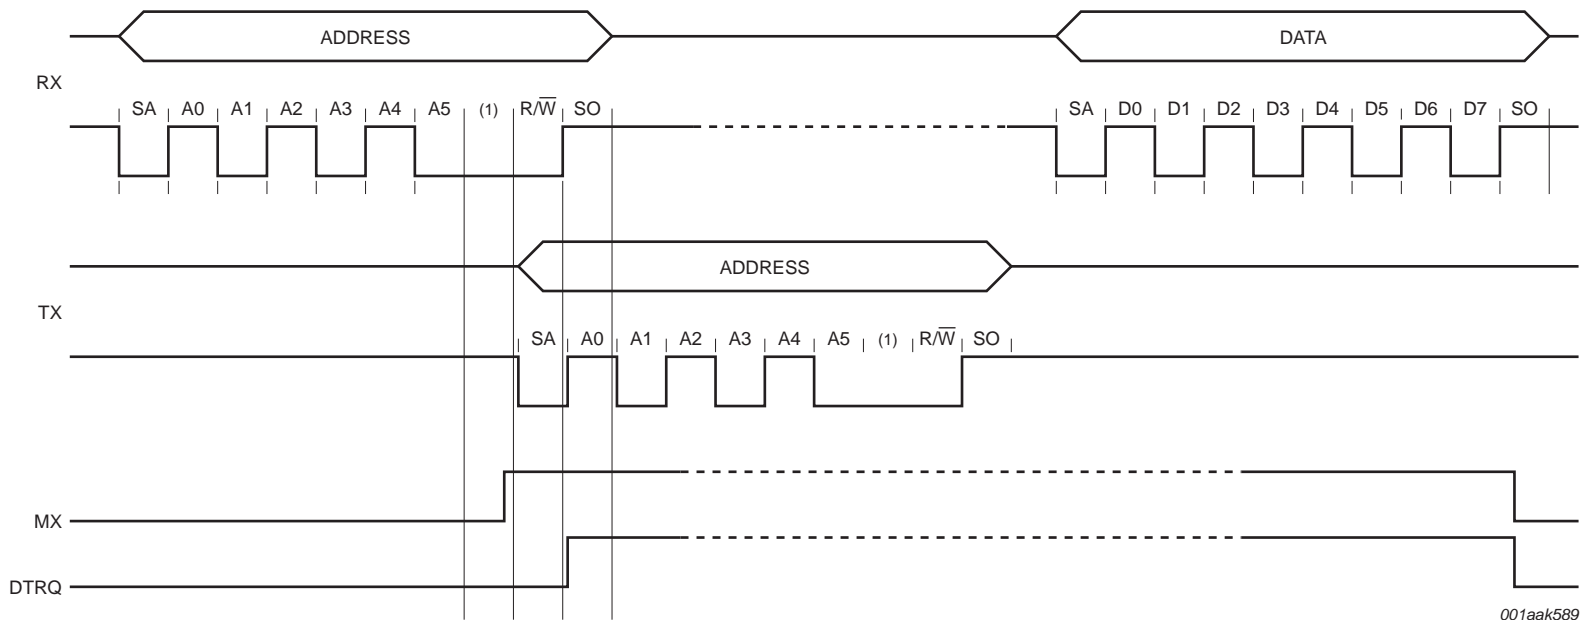 ADDRESS DATA
RX
SA A0 A1 A2 A3 A4 A5 (1) R/W̅ SO SA D0 D1 D2 D3 D4 D5 D6 D7 SO
ADDRESS
TX
SA A0 A1 A2 A3 A4 A5 (1) R/W̅ SO
MX
DTRQ
001aak589